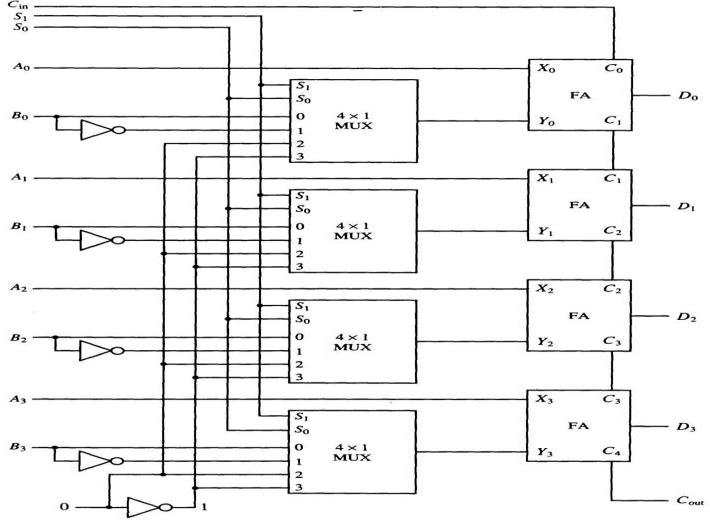 Cin
S1
S0
A0
X0 C0
S1
S0
FA
D0
B0
0
4 × 1
MUX
1
Y0 C1
2
3
A1
X1 C1
S1
S0
FA
D1
B1
0
4 × 1
MUX
1
Y1 C2
2
3
A2
X2 C2
S1
S0
FA
D2
B2
0
4 × 1
MUX
1
Y2 C3
2
3
A3
X3 C3
S1
S0
FA
D3
B3
0
4 × 1
MUX
1
Y3 C4
2
3
0
1
Cout